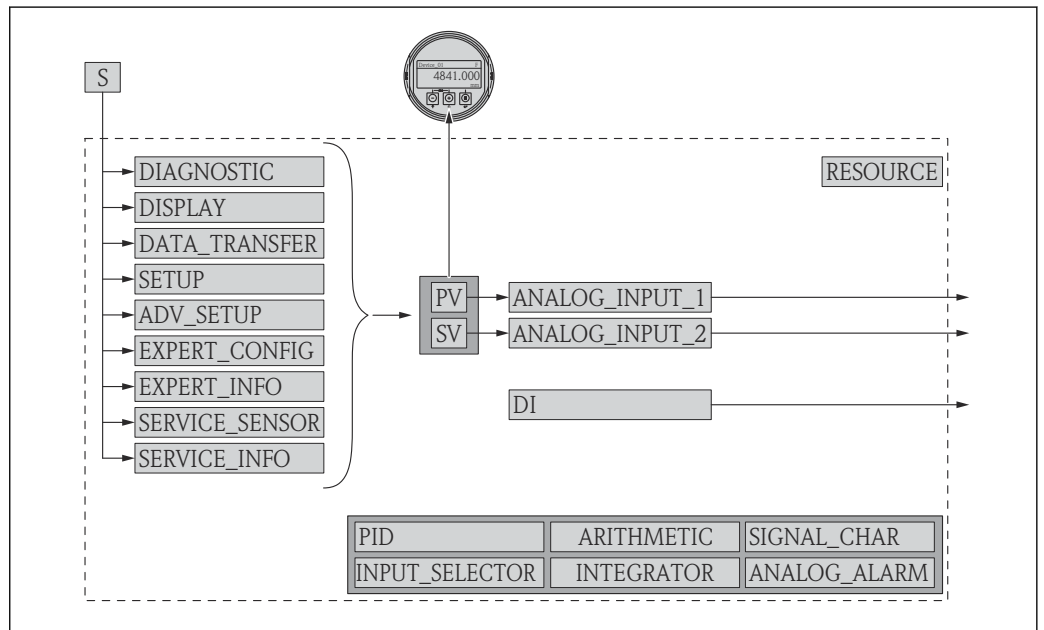 S
Device_01
4841.000
mm
DIAGNOSTIC
RESOURCE
DISPLAY
DATA_TRANSFER
SETUP
PV
ANALOG_INPUT_1
ADV_SETUP
SV
ANALOG_INPUT_2
EXPERT_CONFIG
EXPERT_INFO
DI
SERVICE_SENSOR
SERVICE_INFO
PID
ARITHMETIC
SIGNAL_CHAR
INPUT_SELECTOR
INTEGRATOR
ANALOG_ALARM